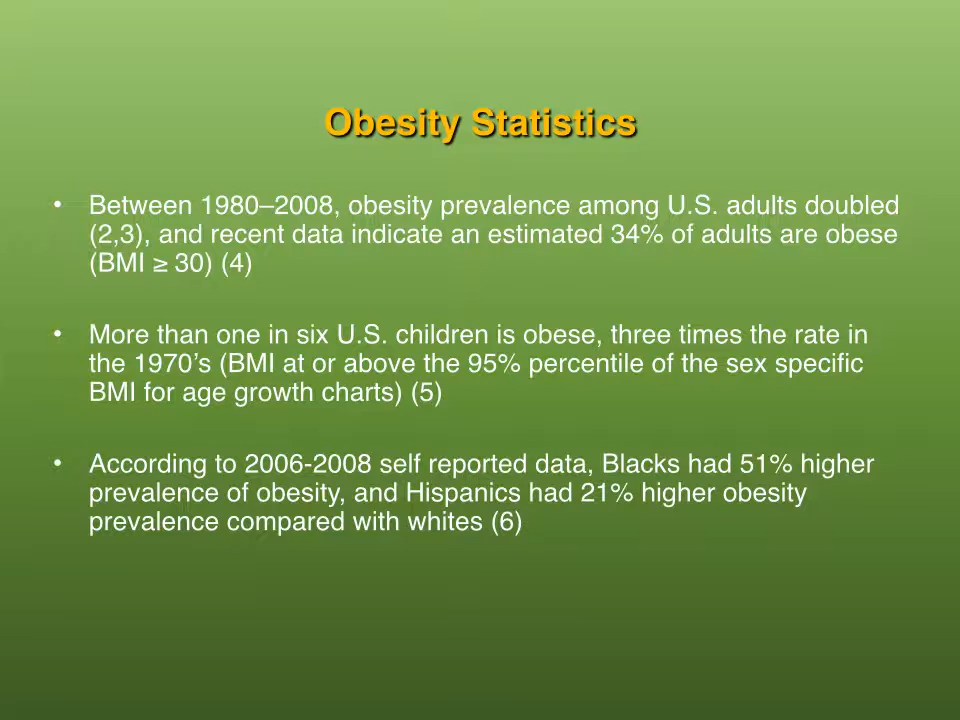 Obesity Statistics
• Between 1980–2008, obesity prevalence among U.S. adults doubled
(2,3), and recent data indicate an estimated 34% of adults are obese
(BMI ≥ 30) (4)
• More than one in six U.S. children is obese, three times the rate in
the 1970’s (BMI at or above the 95% percentile of the sex specific
BMI for age growth charts) (5)
• According to 2006-2008 self reported data, Blacks had 51% higher
prevalence of obesity, and Hispanics had 21% higher obesity
prevalence compared with whites (6)